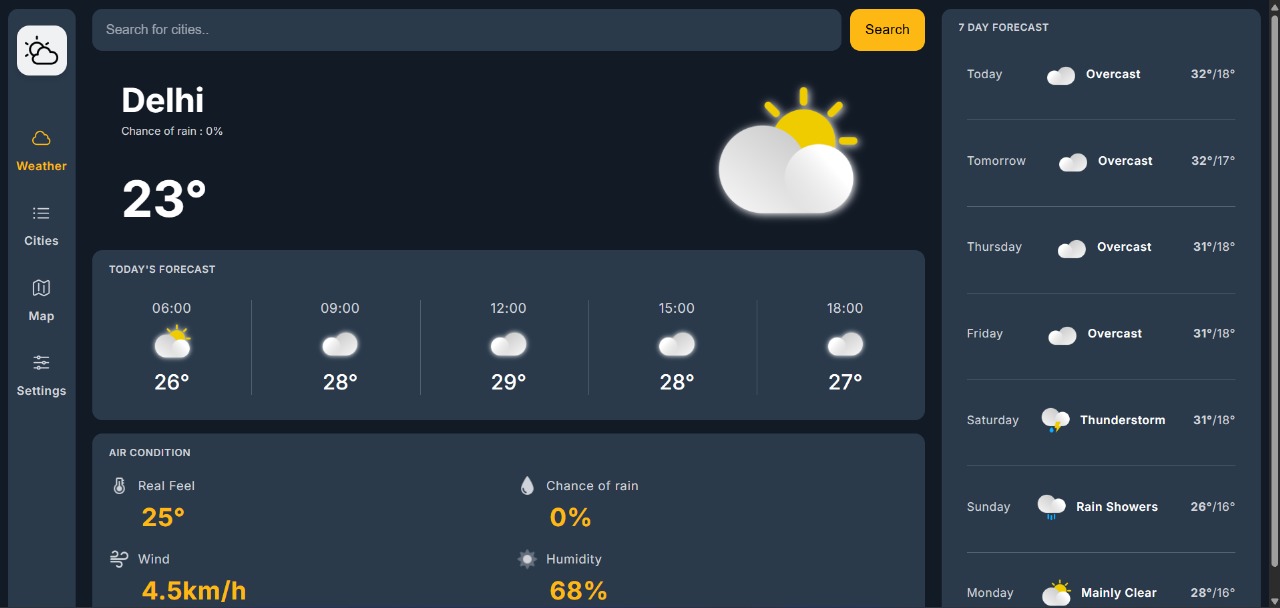 Search for cities..
Search
Weather
Cities
Map
Settings
Delhi
Chance of rain : 0%
23°
TODAY'S FORECAST
06:00 09:00 12:00 15:00 18:00
26° 28° 29° 28° 27°
AIR CONDITION
Real Feel
25°
Chance of rain
0%
Wind
4.5km/h
Humidity
68%
7 DAY FORECAST
Today Overcast 32°/18°
Tomorrow Overcast 32°/17°
Thursday Overcast 31°/18°
Friday Overcast 31°/18°
Saturday Thunderstorm 31°/18°
Sunday Rain Showers 26°/16°
Monday Mainly Clear 28°/16°